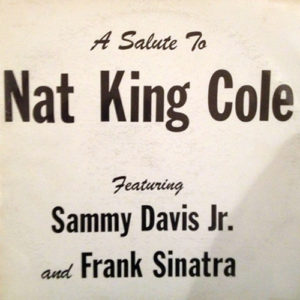 A Salute To
Nat King Cole
Featuring
Sammy Davis Jr.
and Frank Sinatra